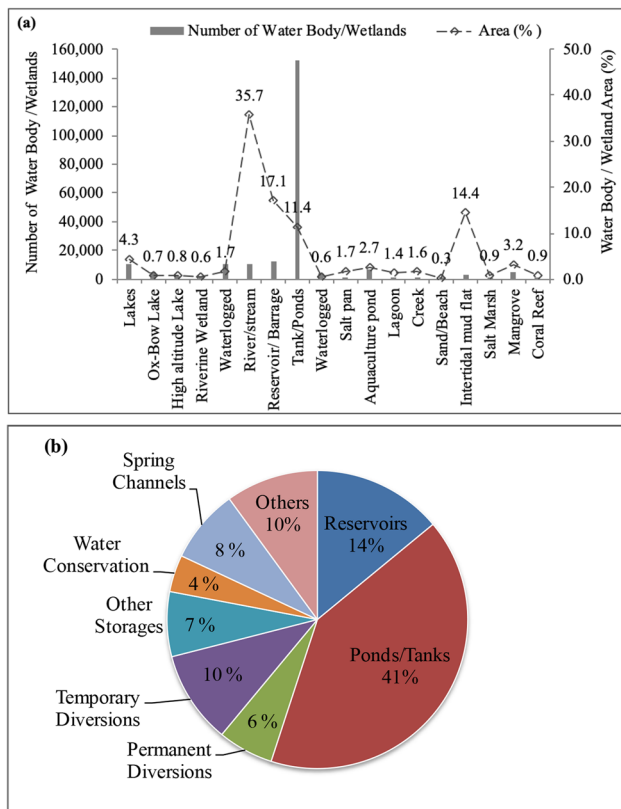 (a)
Number of Water Body/Wetlands
Area (% )
160,000
140,000
120,000
100,000
80,000
60,000
40,000
20,000
0
Number of Water Body /Wetlands
50.0
40.0
30.0
20.0
10.0
0.0
Water Body / Wetland Area (%)
4.3
0.7
0.8
0.6
1.7
35.7
17.1
11.4
0.6
1.7
2.7
1.4
1.6
0.3
14.4
0.9
3.2
0.9
Lakes
Ox-Bow Lake
High altitude Lake
Riverine Wetland
Waterlogged
River/stream
Reservoir/ Barrage
Tank/Ponds
Waterlogged
Salt pan
Aquaculture pond
Lagoon
Creek
Sand/Beach
Intertidal mud flat
Salt Marsh
Mangrove
Coral Reef
(b)
Spring
Channels
8 %
Others
10%
Reservoirs
14%
Water
Conservation
4 %
Other
Storages
7 %
Ponds/Tanks
41%
Temporary
Diversions
10 %
Permanent
Diversions
6 %